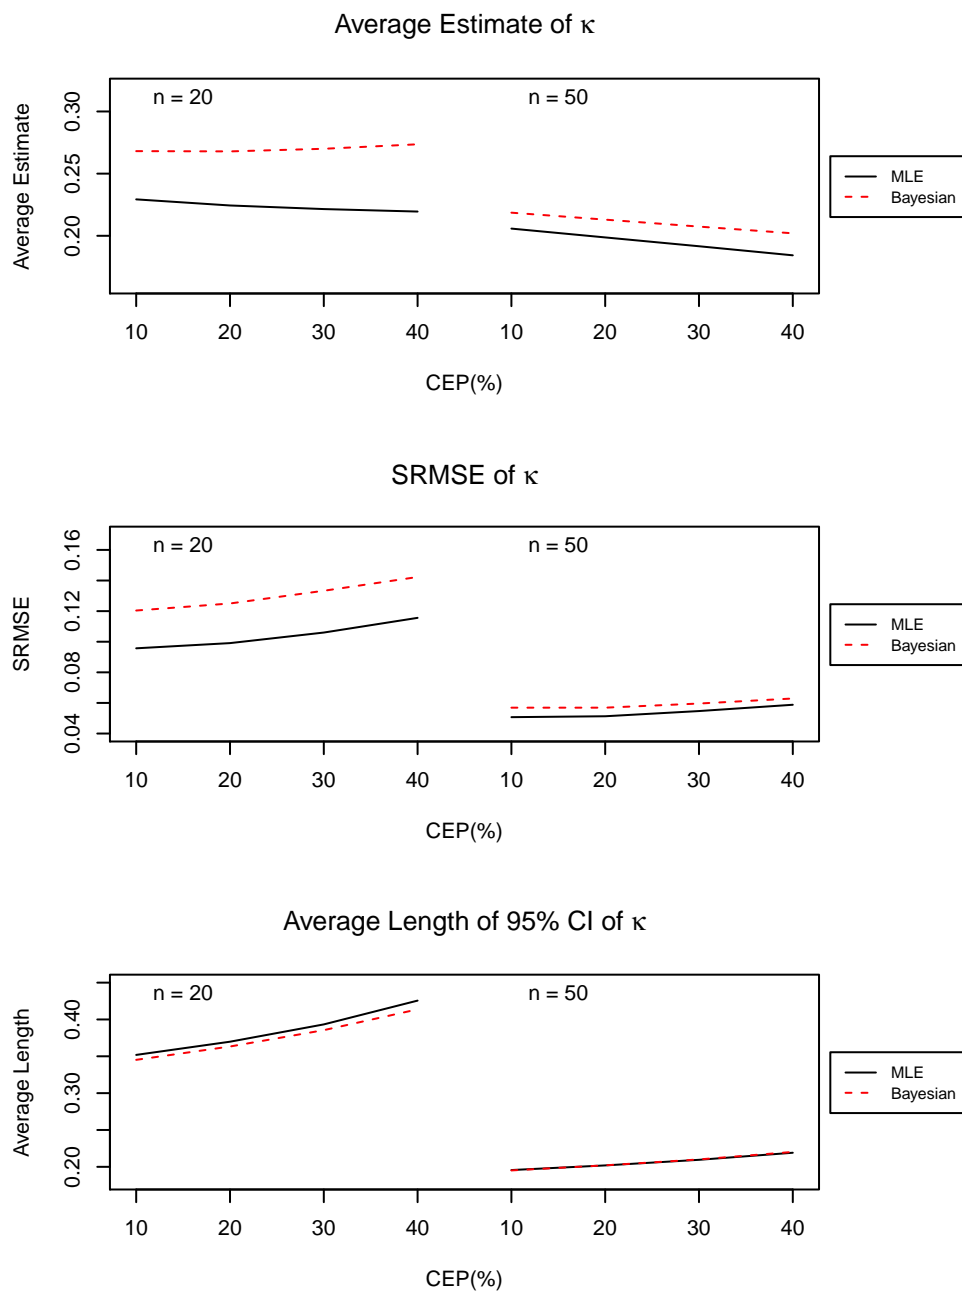 Average Estimate of κ
n = 20
n = 50
Average Estimate
0.30
0.25
0.20
10 20 30 40 10 20 30 40
CEP(%)
MLE
Bayesian
SRMSE of κ
n = 20
n = 50
SRMSE
0.16
0.12
0.08
0.04
10 20 30 40 10 20 30 40
CEP(%)
MLE
Bayesian
Average Length of 95% CI of κ
n = 20
n = 50
Average Length
0.40
0.30
0.20
10 20 30 40 10 20 30 40
CEP(%)
MLE
Bayesian